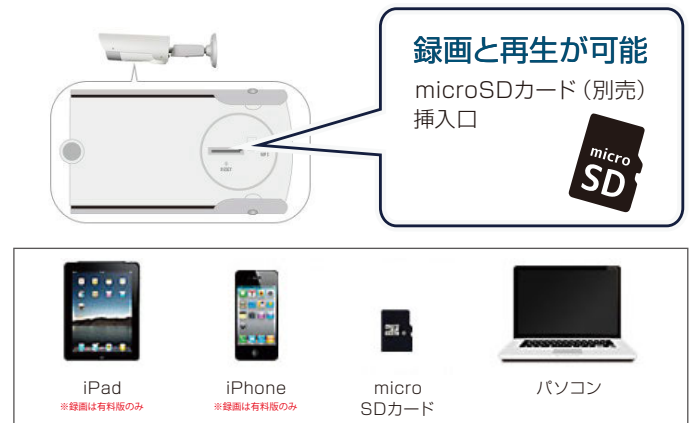 録画と再生が可能
microSDカード（別売）
挿入口
micro
SD
iPad
※録画は有料版のみ
iPhone
※録画は有料版のみ
micro
SDカード
パソコン